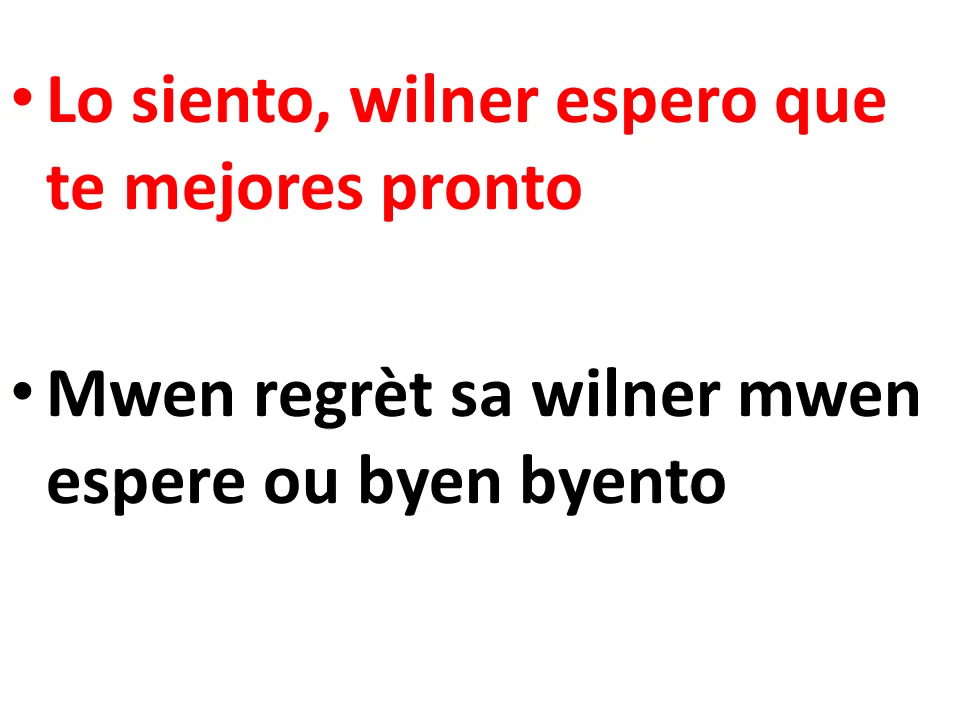 • Lo siento, wilner espero que
te mejores pronto
• Mwen regrèt sa wilner mwen
espere ou byen byento